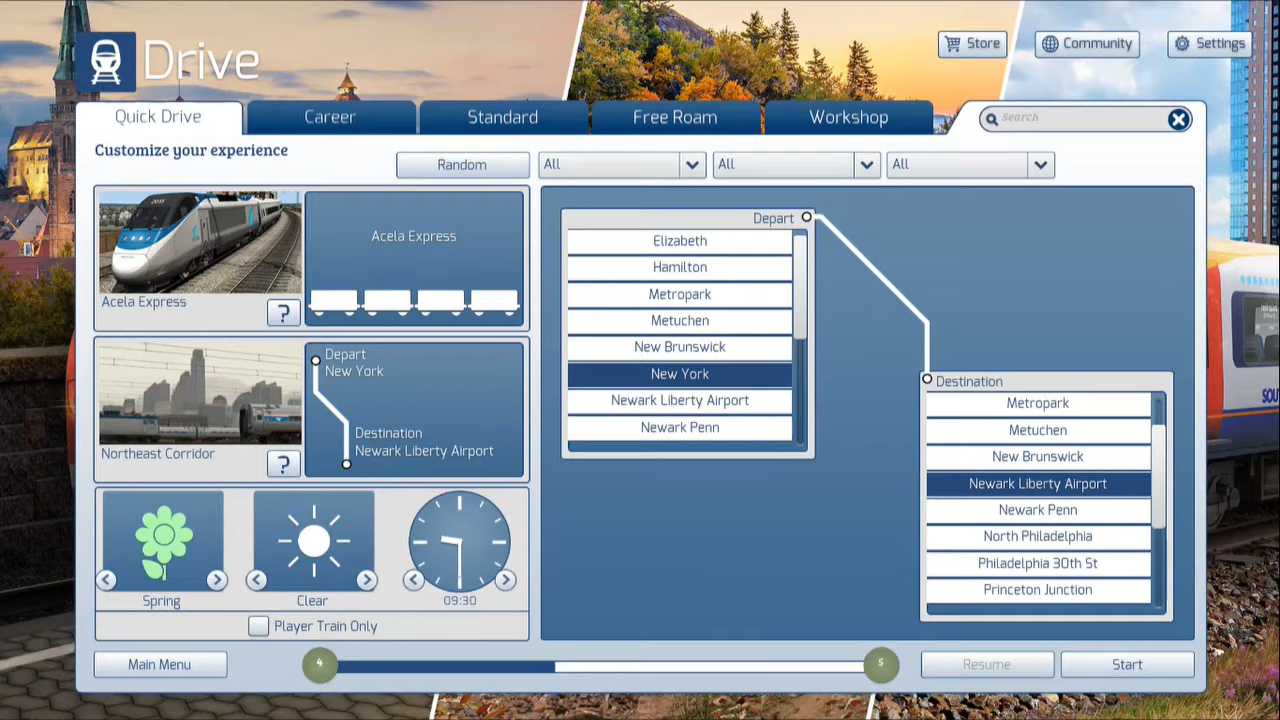 Drive
Store
Community
Settings
Quick Drive
Career
Standard
Free Roam
Workshop
Search
Customize your experience
Random
All
All
All
Acela Express
Acela Express
?
Depart
New York
Destination
Newark Liberty Airport
Northeast Corridor
?
Spring
Clear
09:30
Player Train Only
Depart
Elizabeth
Hamilton
Metropark
Metuchen
New Brunswick
New York
Newark Liberty Airport
Newark Penn
Destination
Metropark
Metuchen
New Brunswick
Newark Liberty Airport
Newark Penn
North Philadelphia
Philadelphia 30th St
Princeton Junction
Main Menu
4
5
Resume
Start